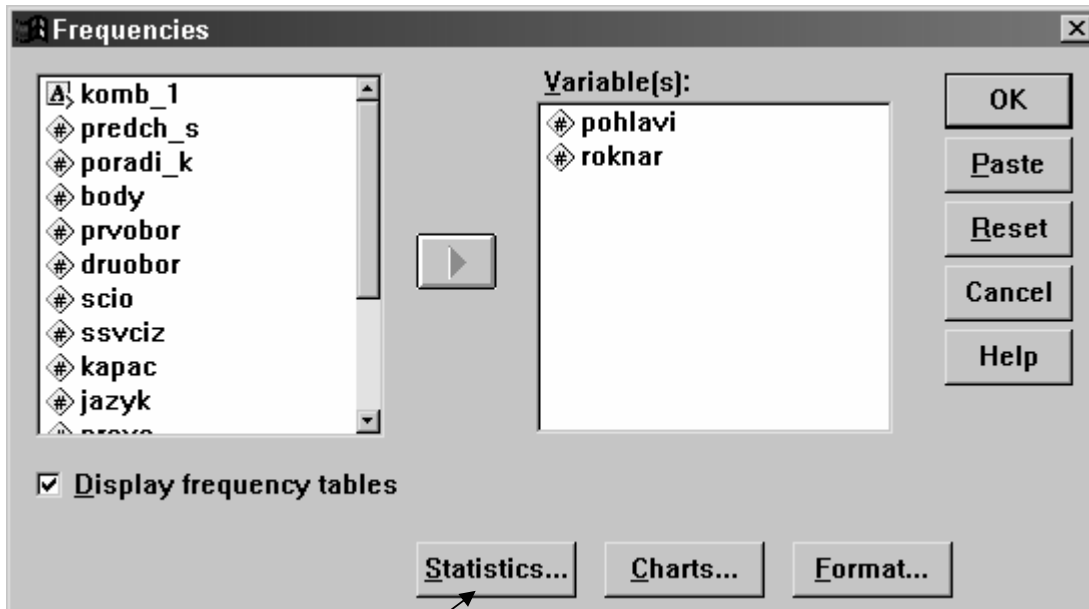 Frequencies
komb_1
predch_s
poradi_k
body
prvobor
druobor
scio
ssvciz
kapac
jazyk
Variable(s):
pohlavi
roknar
OK
Paste
Reset
Cancel
Help
Display frequency tables
Statistics...
Charts...
Format...